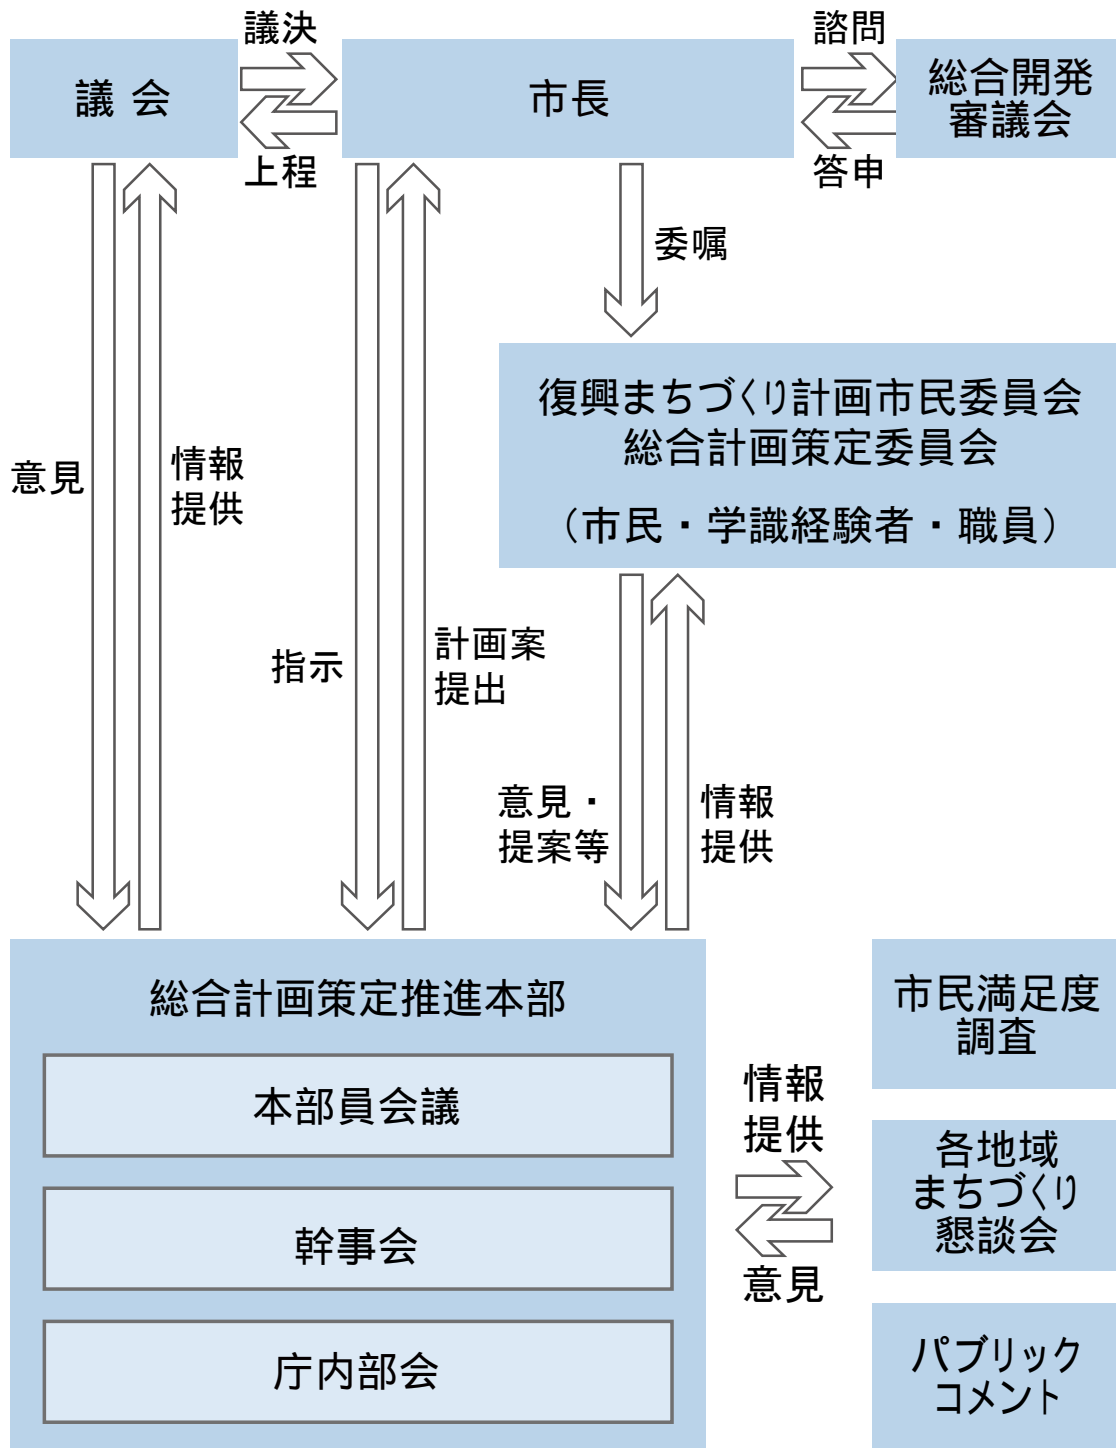 議決
諮問
議会
市長
総合開発
審議会
上程
答申
委嘱
復興まちづくり計画市民委員会
総合計画策定委員会
（市民・学識経験者・職員）
意見
情報
提供
指示
計画案
提出
意見・
提案等
情報
提供
総合計画策定推進本部
本部員会議
幹事会
庁内部会
情報
提供
意見
市民満足度
調査
各地域
まちづくり
懇談会
パブリック
コメント